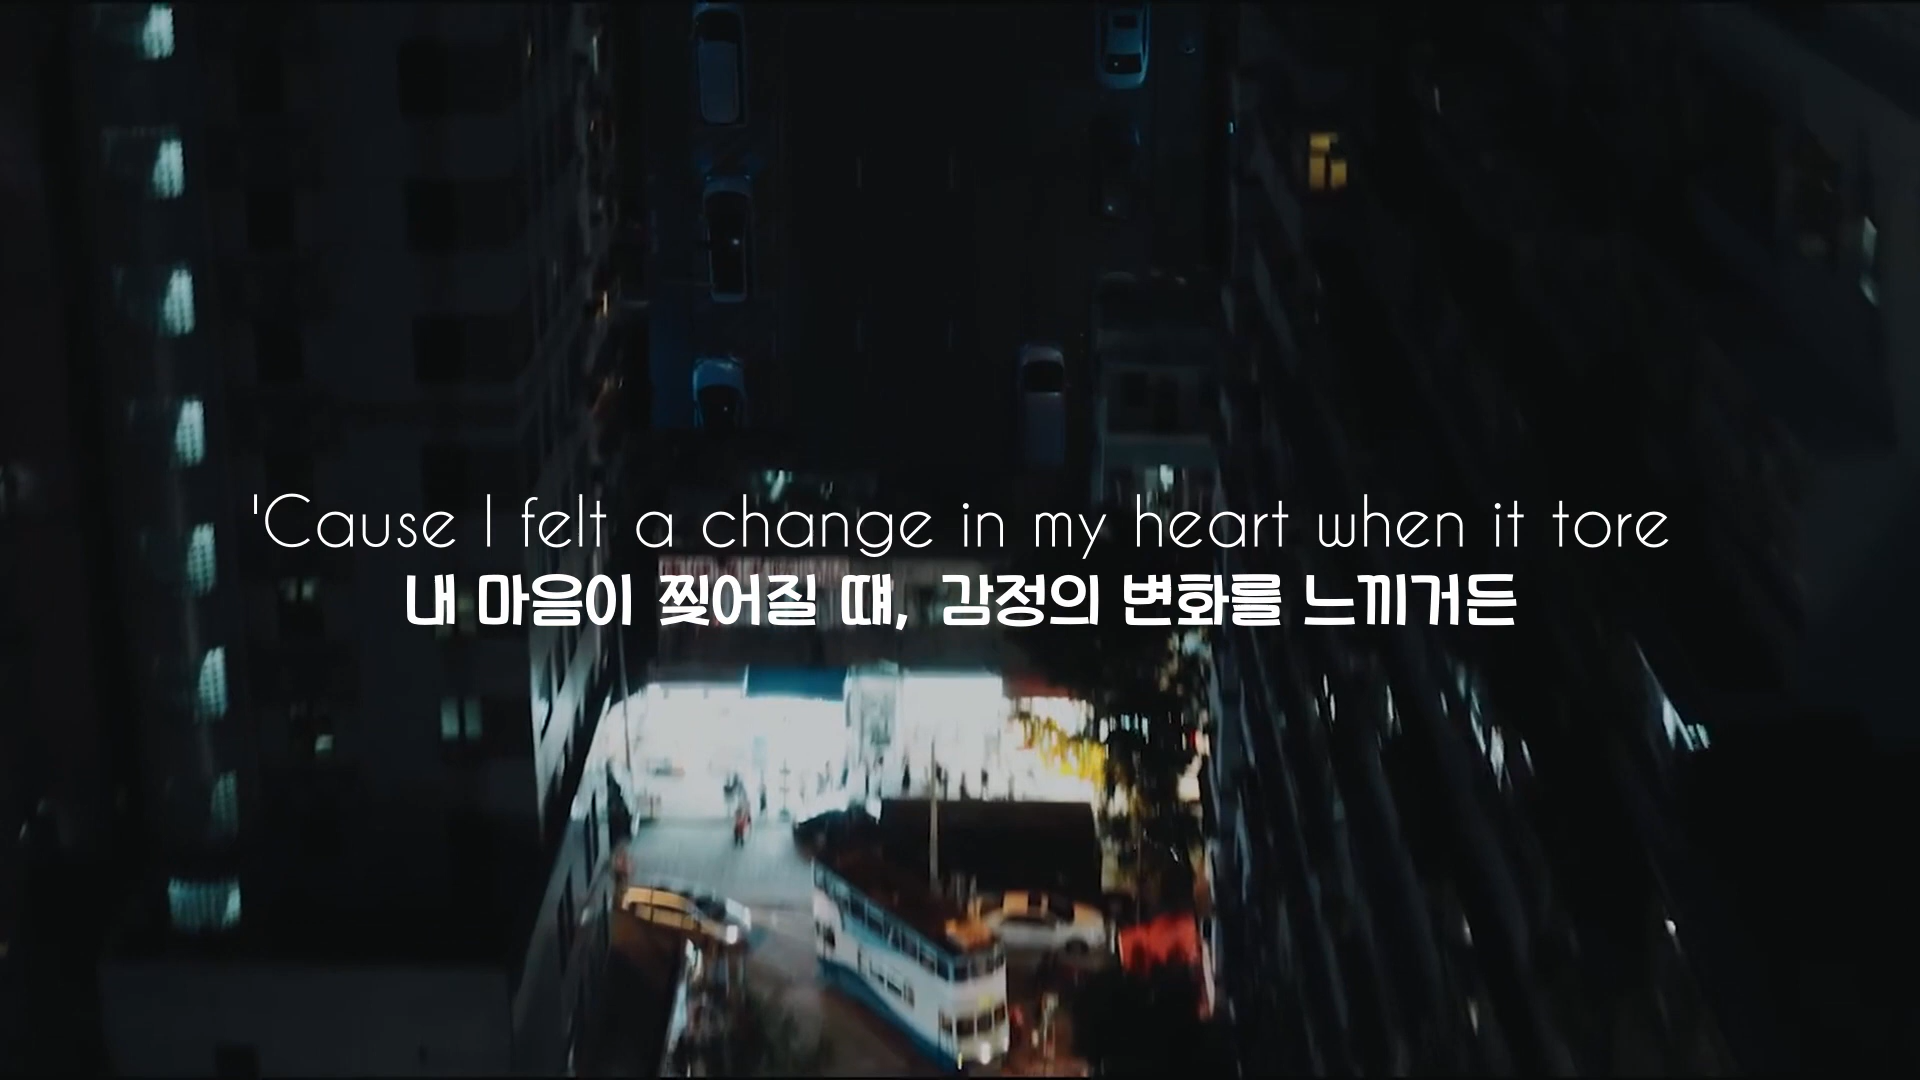 'Cause I felt a change in my heart when it tore
내 마음이 찢어질 떄, 감정의 변화를 느끼거든